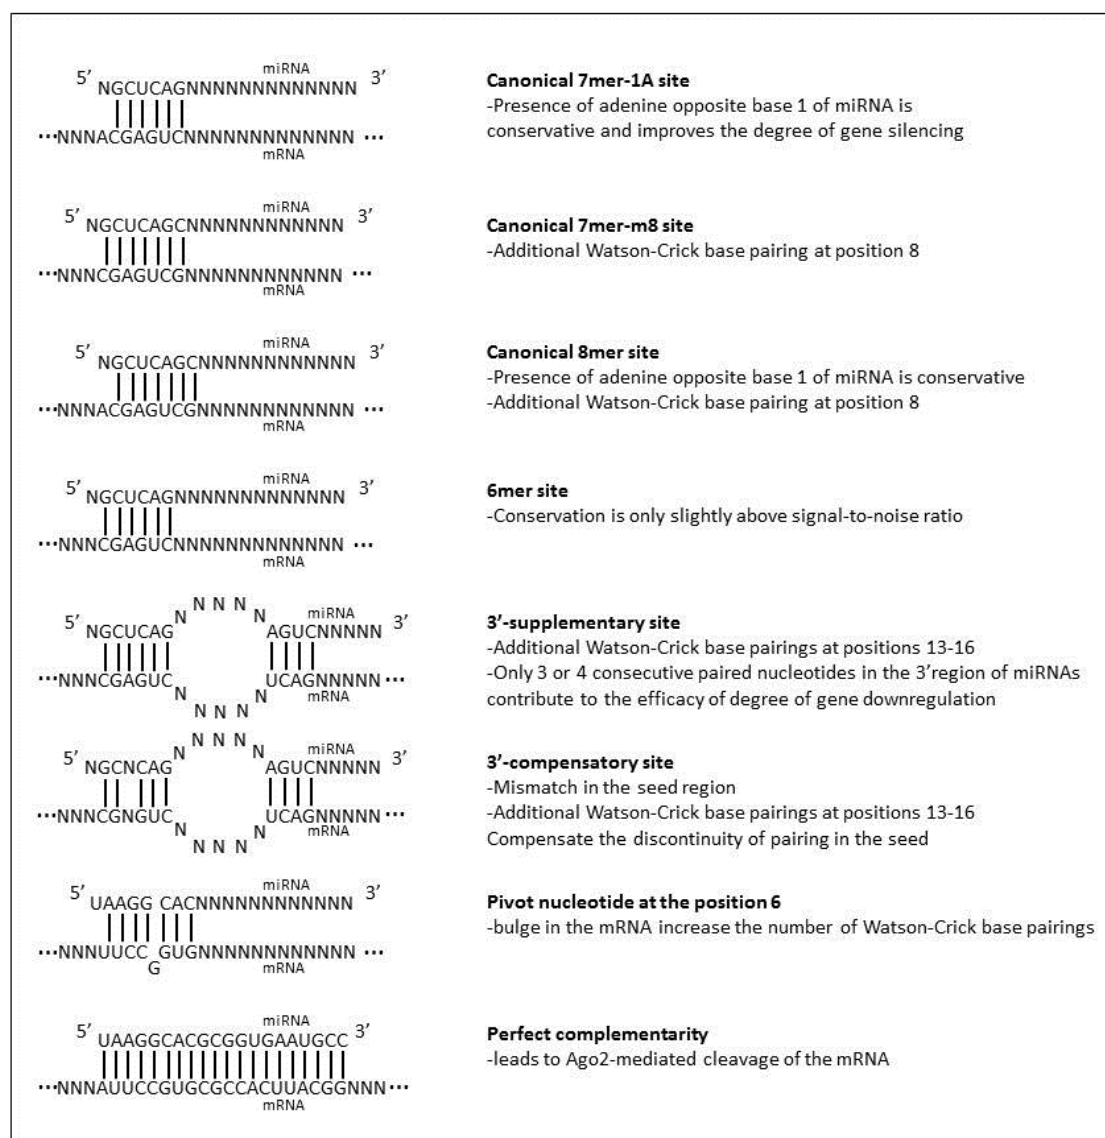 miRNA
5’ NGCUCAGNNNNNNNNNNNNN 3’
···NNNACGAGUCNNNNNNNNNNNNNN ···
mRNA
Canonical 7mer-1A site
-Presence of adenine opposite base 1 of miRNA is
conservative and improves the degree of gene silencing
miRNA
5’ NGCUCAGCNNNNNNNNNNNN 3’
···NNNCGAGUCGNNNNNNNNNNNNN ···
mRNA
Canonical 7mer-m8 site
-Additional Watson-Crick base pairing at position 8
miRNA
5’ NGCUCAGCNNNNNNNNNNNN 3’
···NNNACGAGUCGNNNNNNNNNNNNN ···
mRNA
Canonical 8mer site
-Presence of adenine opposite base 1 of miRNA is conservative
-Additional Watson-Crick base pairing at position 8
miRNA
5’ NGCUCAGNNNNNNNNNNNNN 3’
···NNNCGAGUCNNNNNNNNNNNNNN ···
mRNA
6mer site
-Conservation is only slightly above signal-to-noise ratio
miRNA
5’ NGCUCAG N N N N N N AGUCNNNNN 3’
···NNNCGAGUC N N N N N UCAGNNNNN ···
mRNA
3’-supplementary site
-Additional Watson-Crick base pairings at positions 13-16
-Only 3 or 4 consecutive paired nucleotides in the 3’region of miRNAs
contribute to the efficacy of degree of gene downregulation
miRNA
5’ NGCNCAG N N N N N N AGUCNNNNN 3’
···NNNCGNGUC N N N N N UCAGNNNNN ···
mRNA
3’-compensatory site
-Mismatch in the seed region
-Additional Watson-Crick base pairings at positions 13-16
Compensate the discontinuity of pairing in the seed
miRNA
5’ UAAGG CACNNNNNNNNNNNN 3’
···NNNUUCC GUGNNNNNNNNNNNN ···
G
mRNA
Pivot nucleotide at the position 6
-bulge in the mRNA increase the number of Watson-Crick base pairings
miRNA
5’ UAAGGCACGCGGUGAAUGCC 3’
···NNNAUUCCGUGCGCCACUUACGGNNN···
mRNA
Perfect complementarity
-leads to Ago2-mediated cleavage of the mRNA